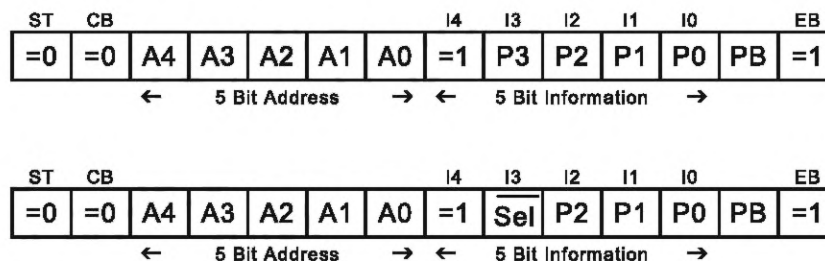 ST CB I4 I3 I2 I1 I0 EB
=0 =0 A4 A3 A2 A1 A0 =1 P3 P2 P1 P0 PB =1
← 5 Bit Address → ← 5 Bit Information →
ST CB I4 I3 I2 I1 I0 EB
=0 =0 A4 A3 A2 A1 A0 =1 S̅e̅l̅ P2 P1 P0 PB =1
← 5 Bit Address → ← 5 Bit Information →